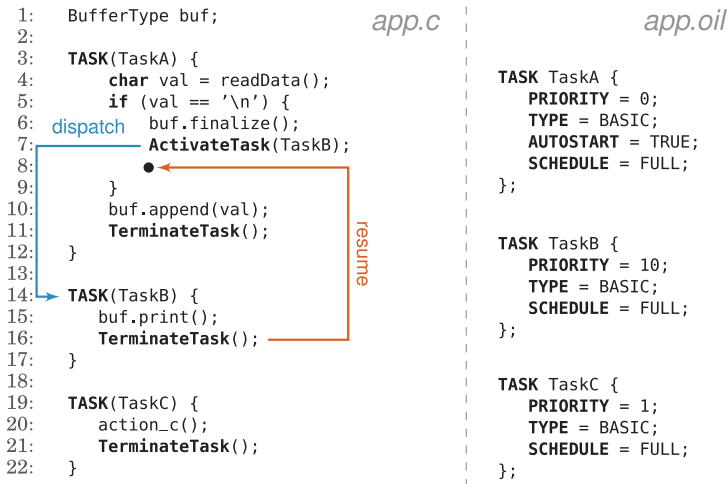 app.c
1: BufferType buf;
2:
3: TASK(TaskA) {
4: char val = readData();
5: if (val == '\n') {
6: buf.finalize();
dispatch
7: ActivateTask(TaskB);
8:
9: }
10: buf.append(val);
11: TerminateTask();
12: }
13:
resume
14: TASK(TaskB) {
15: buf.print();
16: TerminateTask();
17: }
18:
19: TASK(TaskC) {
20: action_c();
21: TerminateTask();
22: }
app.oil
TASK TaskA {
PRIORITY = 0;
TYPE = BASIC;
AUTOSTART = TRUE;
SCHEDULE = FULL;
};
TASK TaskB {
PRIORITY = 10;
TYPE = BASIC;
SCHEDULE = FULL;
};
TASK TaskC {
PRIORITY = 1;
TYPE = BASIC;
SCHEDULE = FULL;
};